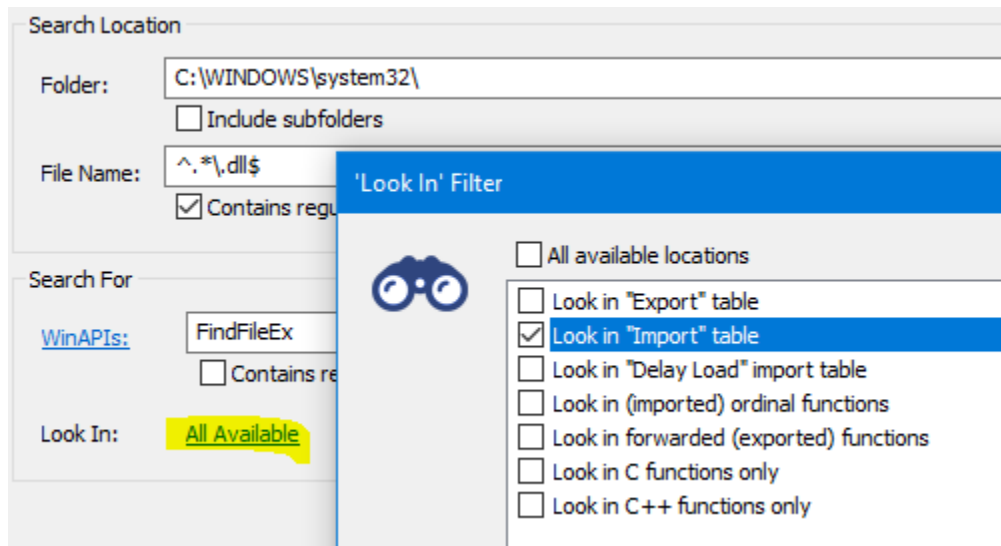 Search Location
Folder:
C:\WINDOWS\system32\
Include subfolders
File Name:
^.*\.dll$
Contains regu
Search For
WinAPIs:
FindFileEx
Contains re
Look In:
All Available
'Look In' Filter
All available locations
Look in "Export" table
Look in "Import" table
Look in "Delay Load" import table
Look in (imported) ordinal functions
Look in forwarded (exported) functions
Look in C functions only
Look in C++ functions only